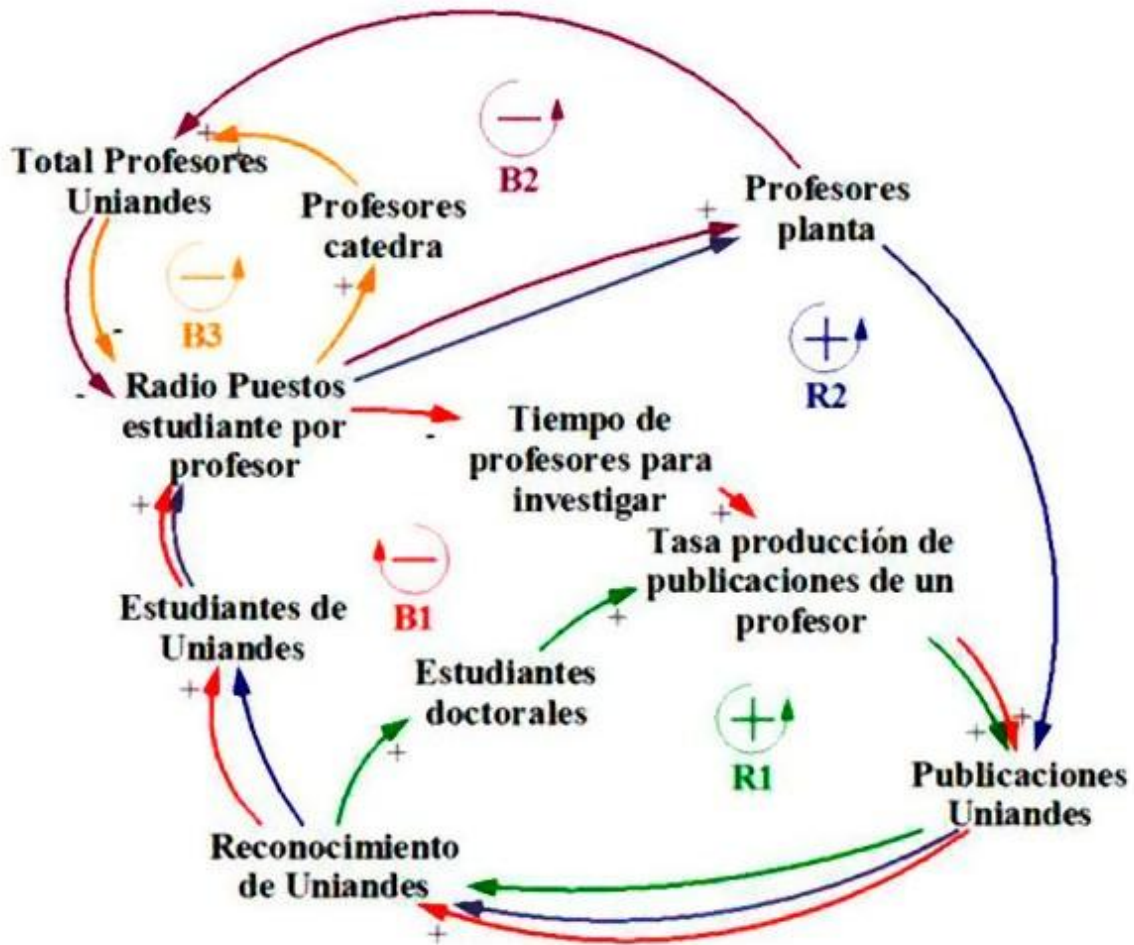 B2
Total Profesores
Uniandes
Profesores
catedra
Profesores
planta
B3
R2
Radio Puestos
estudiante por
profesor
Tiempo de
profesores para
investigar
Tasa producción de
publicaciones de un
profesor
B1
Estudiantes de
Uniandes
Estudiantes
doctorales
R1
Publicaciones
Uniandes
Reconocimiento
de Uniandes